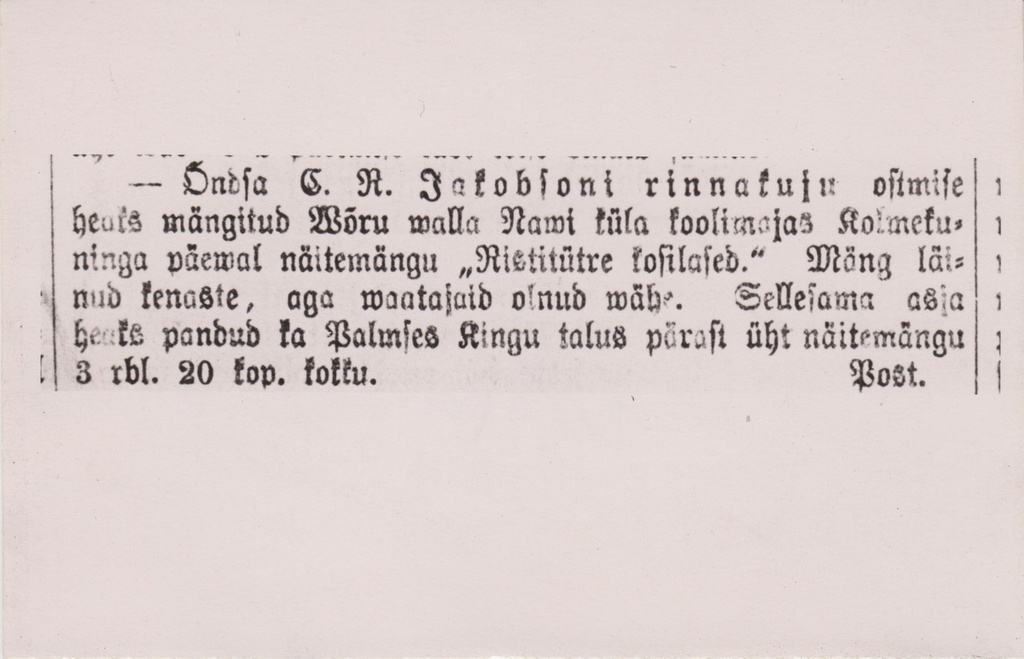 — Õndsa C. R. Jakobsoni rinnakuju ostmise
heaks mängitud Wõru walla Nawi küla koolimajas Kolmeku-
ninga päewal näitemängu „Ristitütre kosilased.“ Mäng läi-
nud kenaste, aga waatajaid olnud wähe. Sellesama asja
heaks pandud ka Palmses Kingu talus pärast üht näitemängu
3 rbl. 20 kop. kokku. Post.